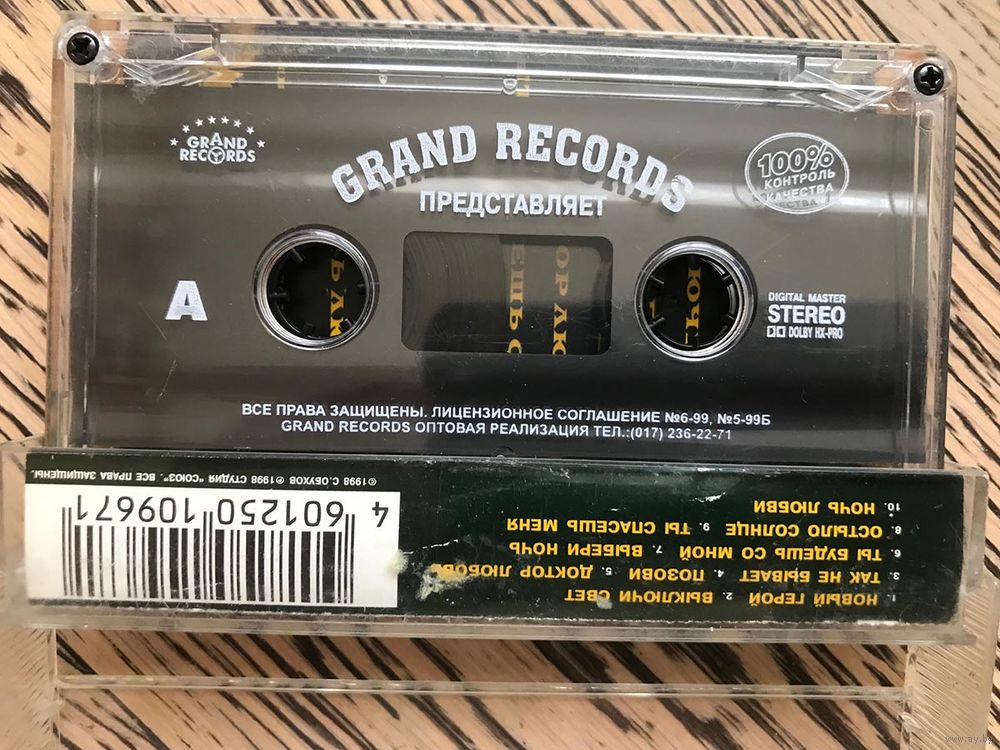 GRAND
RECORDS
GRAND RECORDS
ПРЕДСТАВЛЯЕТ
100%
КОНТРОЛЬ
КАЧЕСТВА
A
DIGITAL MASTER
STEREO
DOLBY HX-PRO
ВСЕ ПРАВА ЗАЩИЩЕНЫ. ЛИЦЕНЗИОННОЕ СОГЛАШЕНИЕ №6-99, №5-99Б
GRAND RECORDS ОПТОВАЯ РЕАЛИЗАЦИЯ ТЕЛ.:(017) 236-22-71
1. НОВЫЙ ГЕРОЙ 2. ВЫКЛЮЧИ СВЕТ
3. ТАК НЕ БЫВАЕТ 4. ПОЗОВИ 5. ДОКТОР ЛЮБОВЬ
6. ТЫ БУДЕШЬ СО МНОЙ 7. ВЫБЕРИ НОЧЬ
8. ОСТЫЛО СОЛНЦЕ 9. ТЫ СПАСЕШЬ МЕНЯ
10. НОЧЬ ЛЮБВИ
4 601250 109671
©1998 С.ОБУХОВ ℗1998 СТУДИЯ "СОЮЗ". ВСЕ ПРАВА ЗАЩИЩЕНЫ.